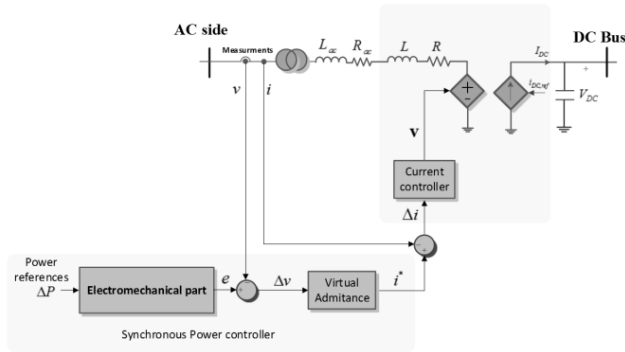 AC side
DC Bus
Measurments
L_ac
R_ac
L
R
I_DC
i_DC,ref
+
V_DC
v
i
+
-
v
Current
controller
Δi
Power
references
ΔP
Electromechanical part
e
Δv
Virtual
Admitance
i*
Synchronous Power controller